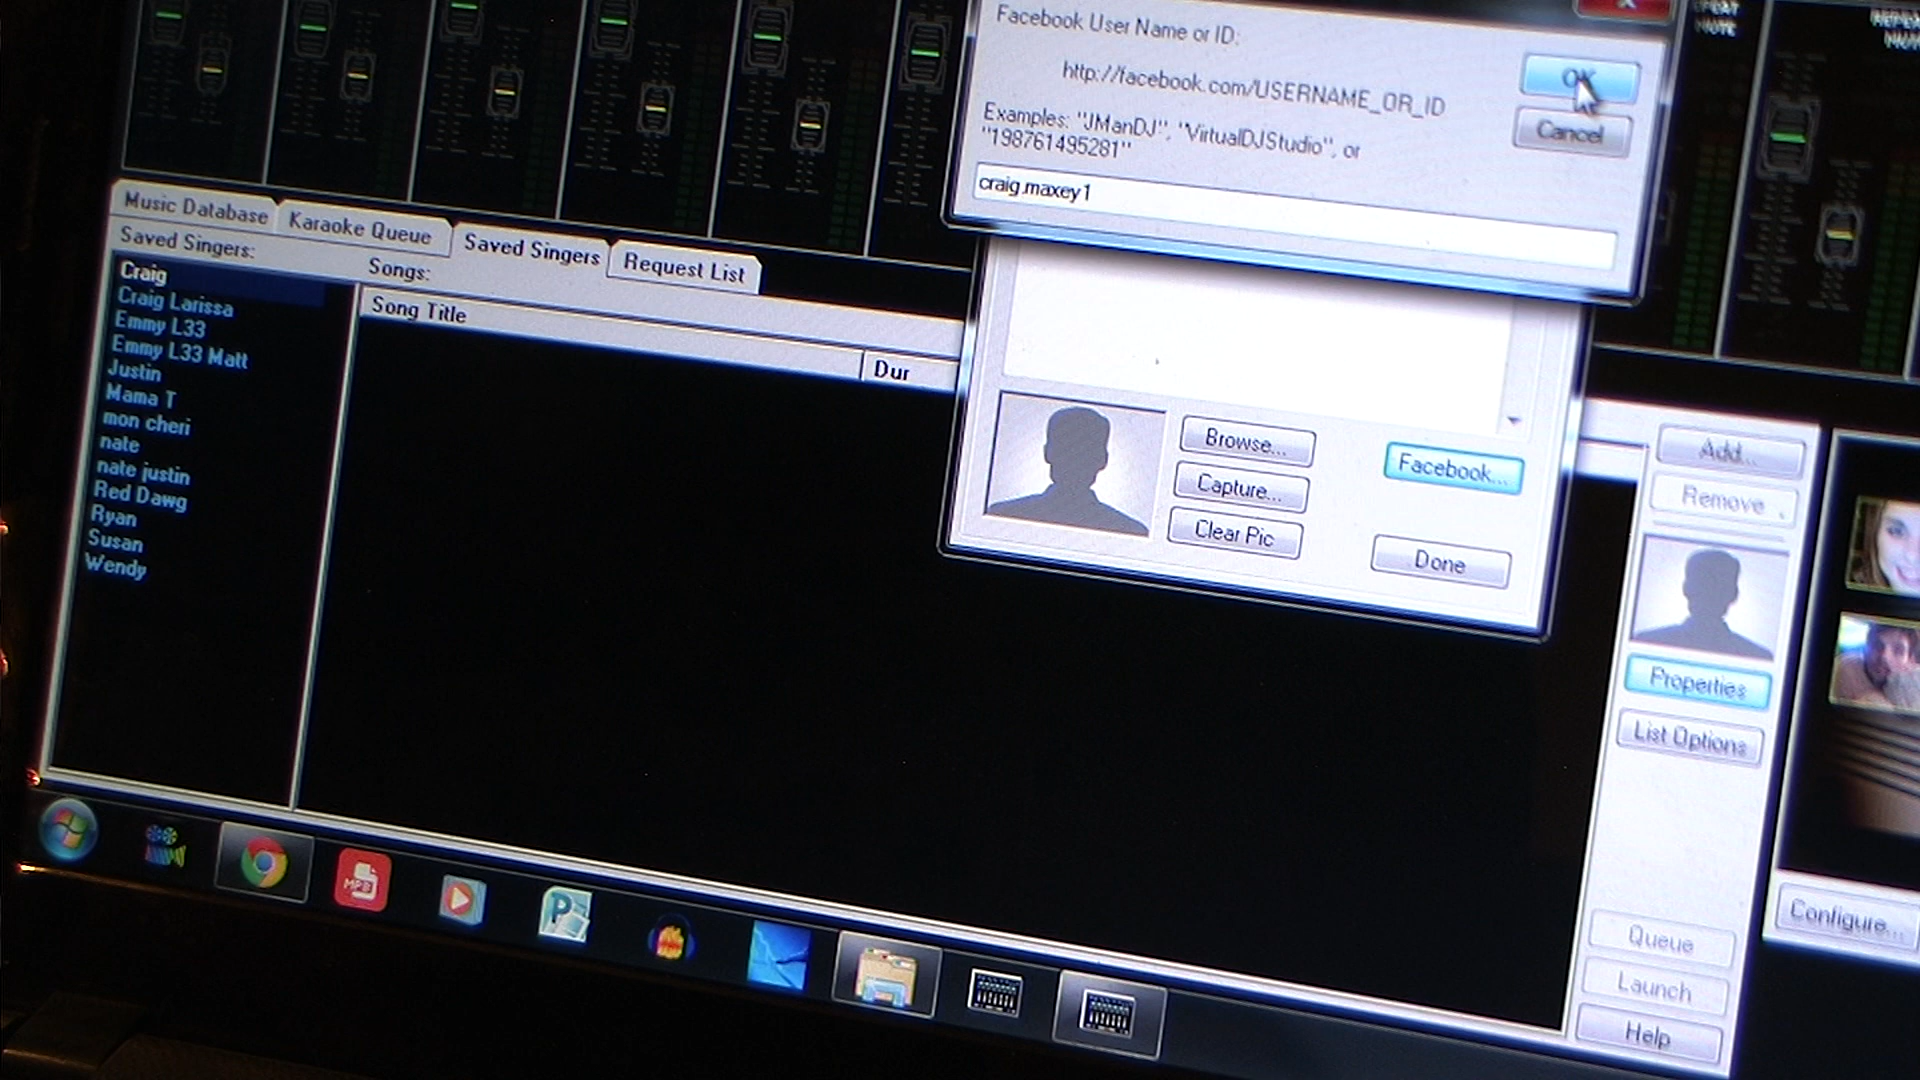 Facebook User Name or ID:
http://facebook.com/USERNAME_OR_ID
Examples: "JManDJ", "VirtualDJStudio", or
"198761495281"
OK
Cancel
craig.maxey1
MUTE
Music Database
Karaoke Queue
Saved Singers
Request List
Saved Singers:
Songs:
Song Title
Dur
Craig
Craig Larissa
Emmy L33
Emmy L33 Matt
Justin
Mama T
mon cheri
nate
nate justin
Red Dawg
Ryan
Susan
Wendy
Browse...
Capture...
Clear Pic
Facebook...
Done
Add...
Remove
Properties
List Options
Configure...
Queue
Launch
Help
MP3
P